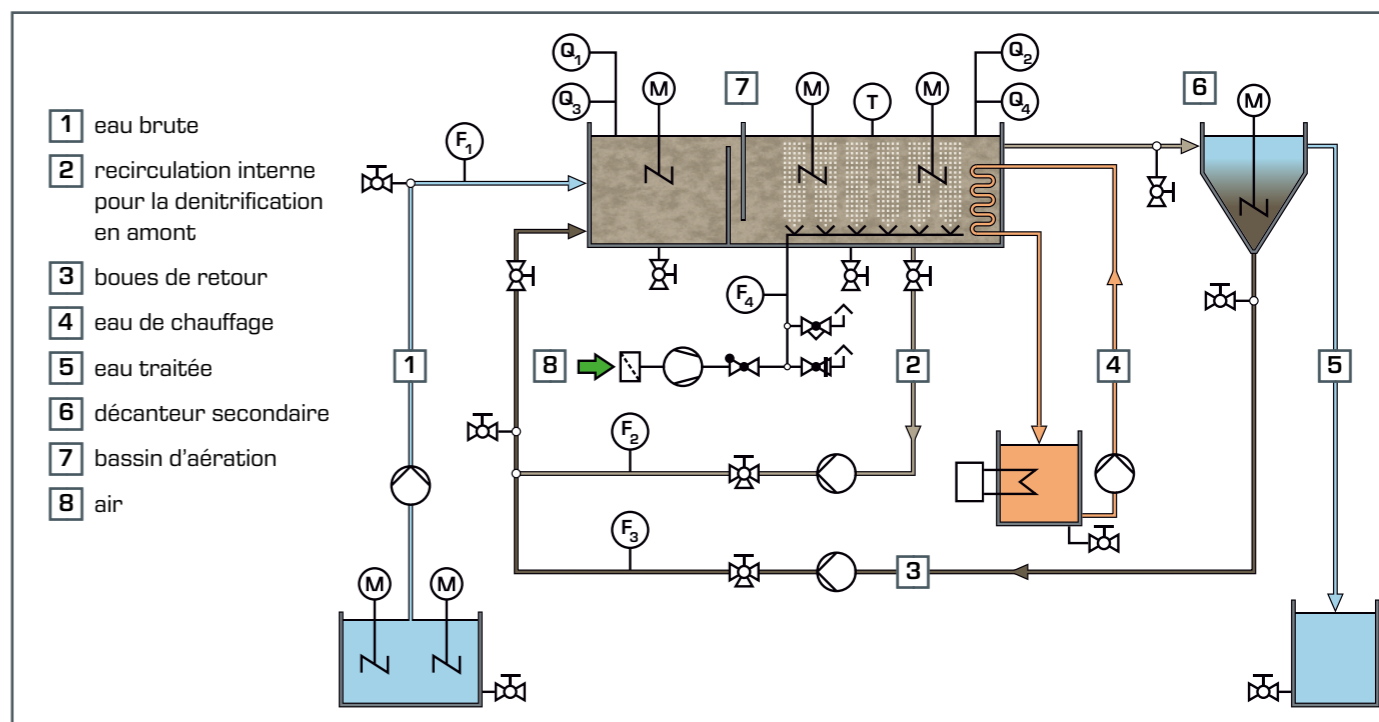 1 eau brute
2 recirculation interne
pour la denitrification
en amont
3 boues de retour
4 eau de chauffage
5 eau traitée
6 décanteur secondaire
7 bassin d'aération
8 air
Q1
Q3
M
7
M
T
M
Q2
Q4
6
M
F1
F4
8
1
2
4
5
F2
F3
3
M
M